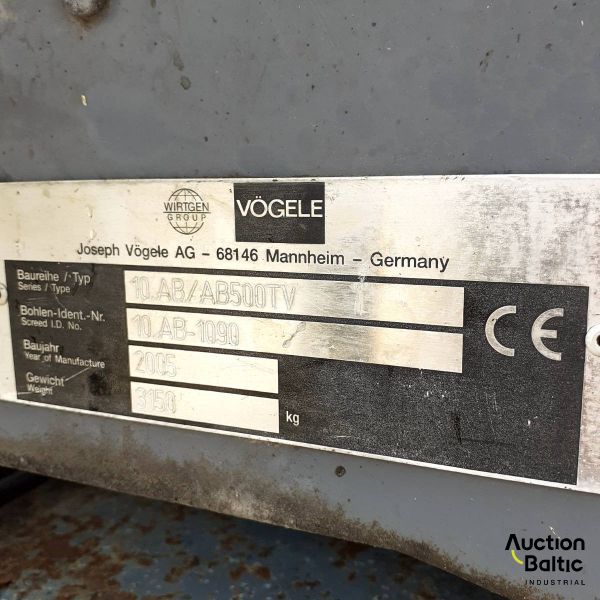 WIRTGEN
GROUP
VÖGELE
Joseph Vögele AG – 68146 Mannheim – Germany
Baureihe / Typ
Series / Type
10.AB/AB500TV
Bohlen-Ident.-Nr.
Screed I.D. No.
10.AB-1090
Baujahr
Year of Manufacture
2005
Gewicht
Weight
3150
kg
CE
Auction
Baltic
INDUSTRIAL